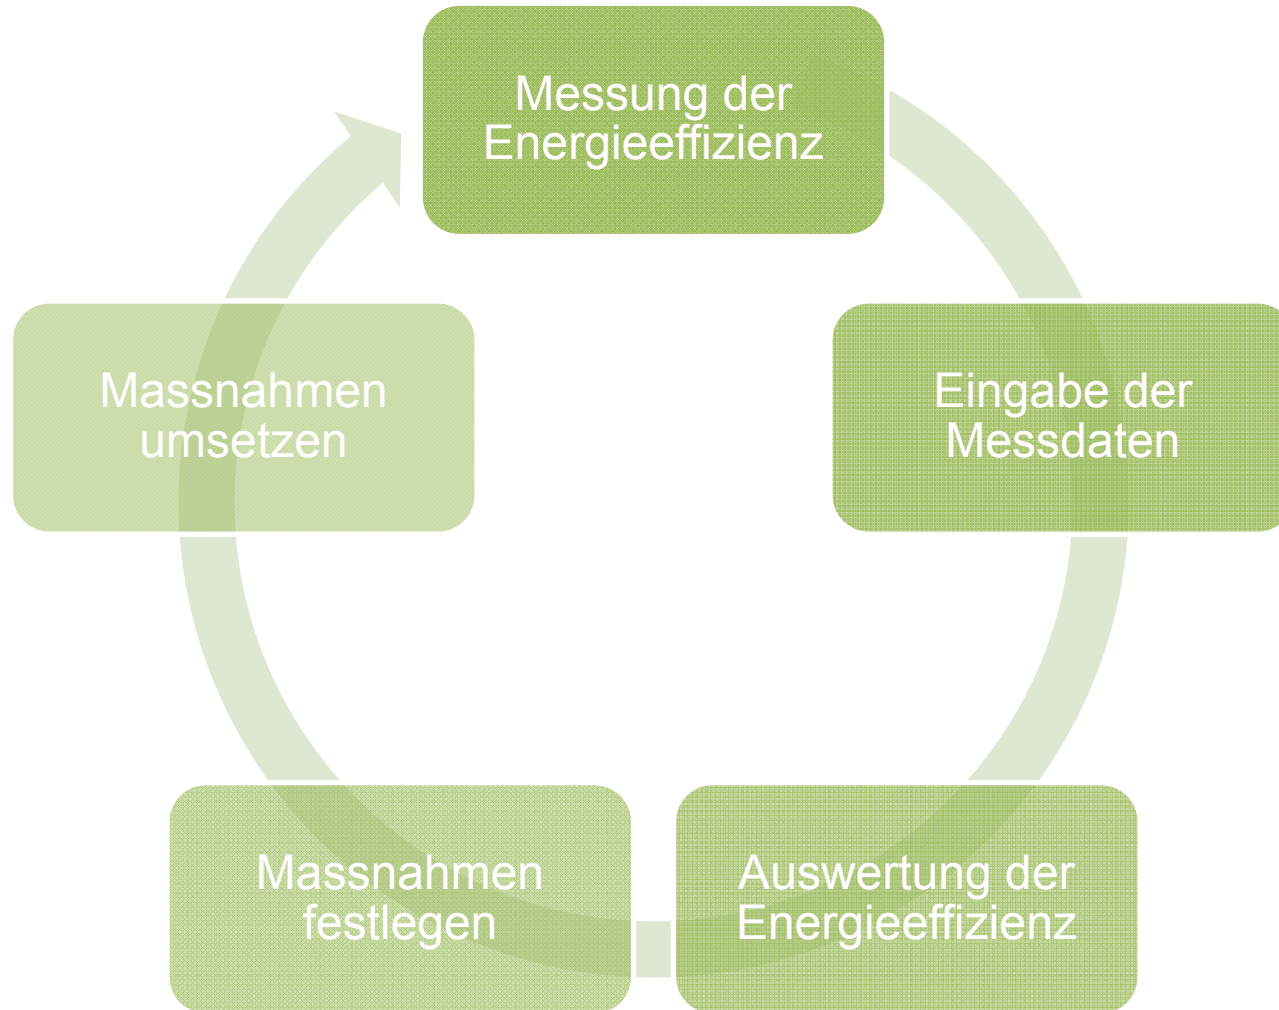 Messung der
Energieeffizienz
Eingabe der
Messdaten
Auswertung der
Energieeffizienz
Massnahmen
festlegen
Massnahmen
umsetzen